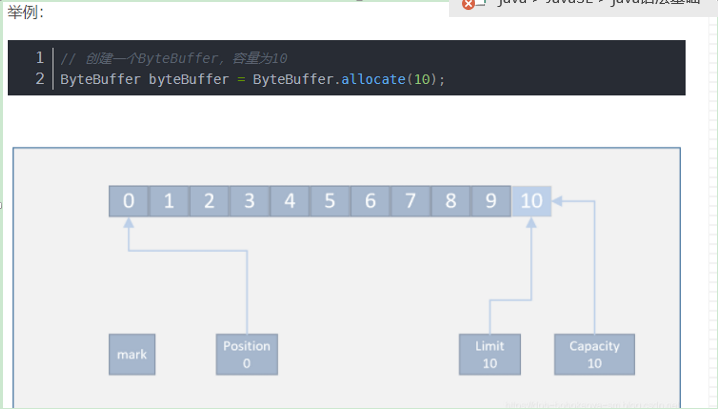 举例：
java > JavaSE > java语法基础
1 // 创建一个ByteBuffer, 容量为10
2 ByteBuffer byteBuffer = ByteBuffer.allocate(10);
0 1 2 3 4 5 6 7 8 9 10
mark
Position
0
Limit
10
Capacity
10